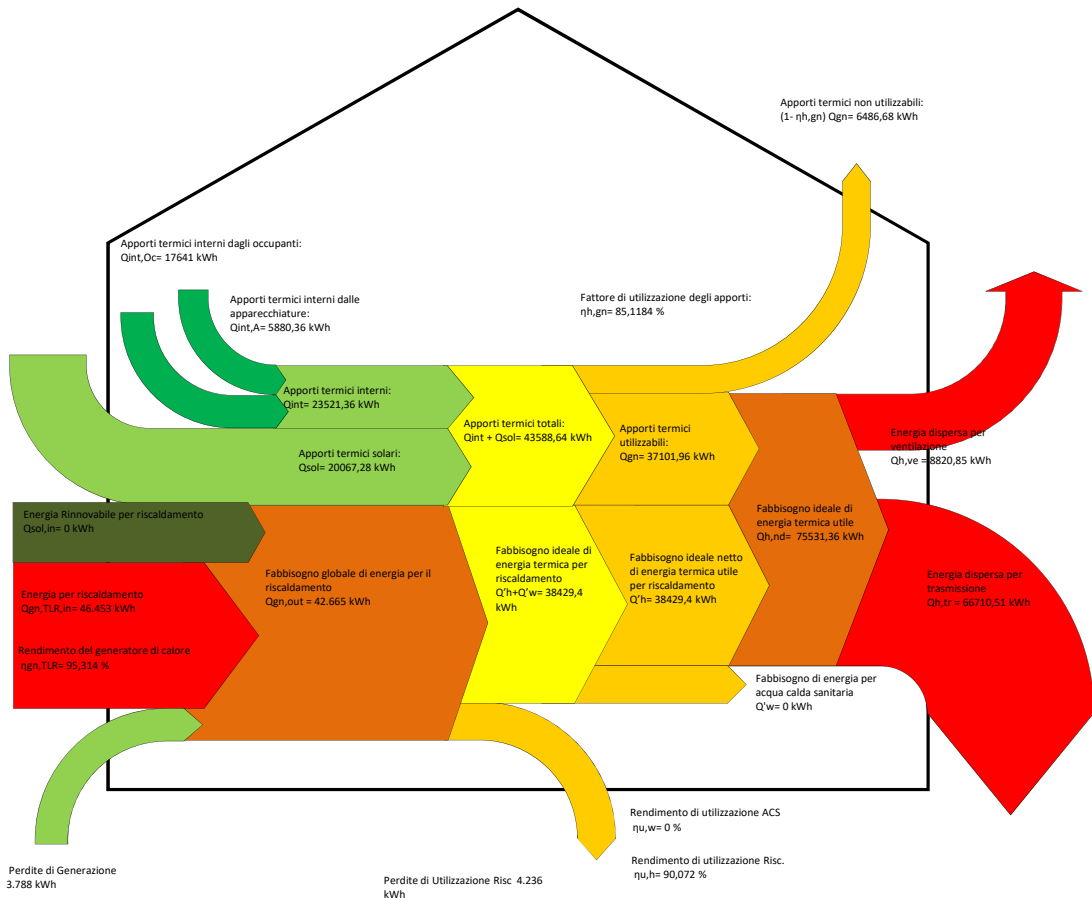 Apporti termici non utilizzabili:
(1- ηh,gn) Qgn= 6486,68 kWh
Apporti termici interni dagli occupanti:
Qint,Oc= 17641 kWh
Apporti termici interni dalle
apparecchiature:
Qint,A= 5880,36 kWh
Fattore di utilizzazione degli apporti:
ηh,gn= 85,1184 %
Apporti termici interni:
Qint= 23521,36 kWh
Apporti termici totali:
Qint + Qsol= 43588,64 kWh
Apporti termici
utilizzabili:
Qgn= 37101,96 kWh
Energia dispersa per
ventilazione
Qh,ve = 8820,85 kWh
Apporti termici solari:
Qsol= 20067,28 kWh
Energia Rinnovabile per riscaldamento
Qsol,in= 0 kWh
Fabbisogno ideale di
energia termica utile
Qh,nd= 75531,36 kWh
Fabbisogno globale di energia per il
riscaldamento
Qgn,out = 42.665 kWh
Fabbisogno ideale di
energia termica per
riscaldamento
Q'h+Q'w= 38429,4
kWh
Fabbisogno ideale netto
di energia termica utile
per riscaldamento
Q'h= 38429,4 kWh
Energia dispersa per
trasmissione
Qh,tr = 66710,51 kWh
Energia per riscaldamento
Qgn,TLR,in= 46.453 kWh
Rendimento del generatore di calore
ηgn,TLR= 95,314 %
Fabbisogno di energia per
acqua calda sanitaria
Q'w= 0 kWh
Rendimento di utilizzazione ACS
ηu,w= 0 %
Rendimento di utilizzazione Risc.
ηu,h= 90,072 %
Perdite di Generazione
3.788 kWh
Perdite di Utilizzazione Risc 4.236
kWh